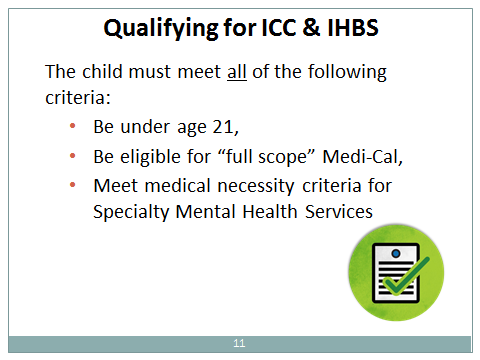 Qualifying for ICC & IHBS
The child must meet all of the following
criteria:
• Be under age 21,
• Be eligible for “full scope” Medi-Cal,
• Meet medical necessity criteria for
Specialty Mental Health Services
11